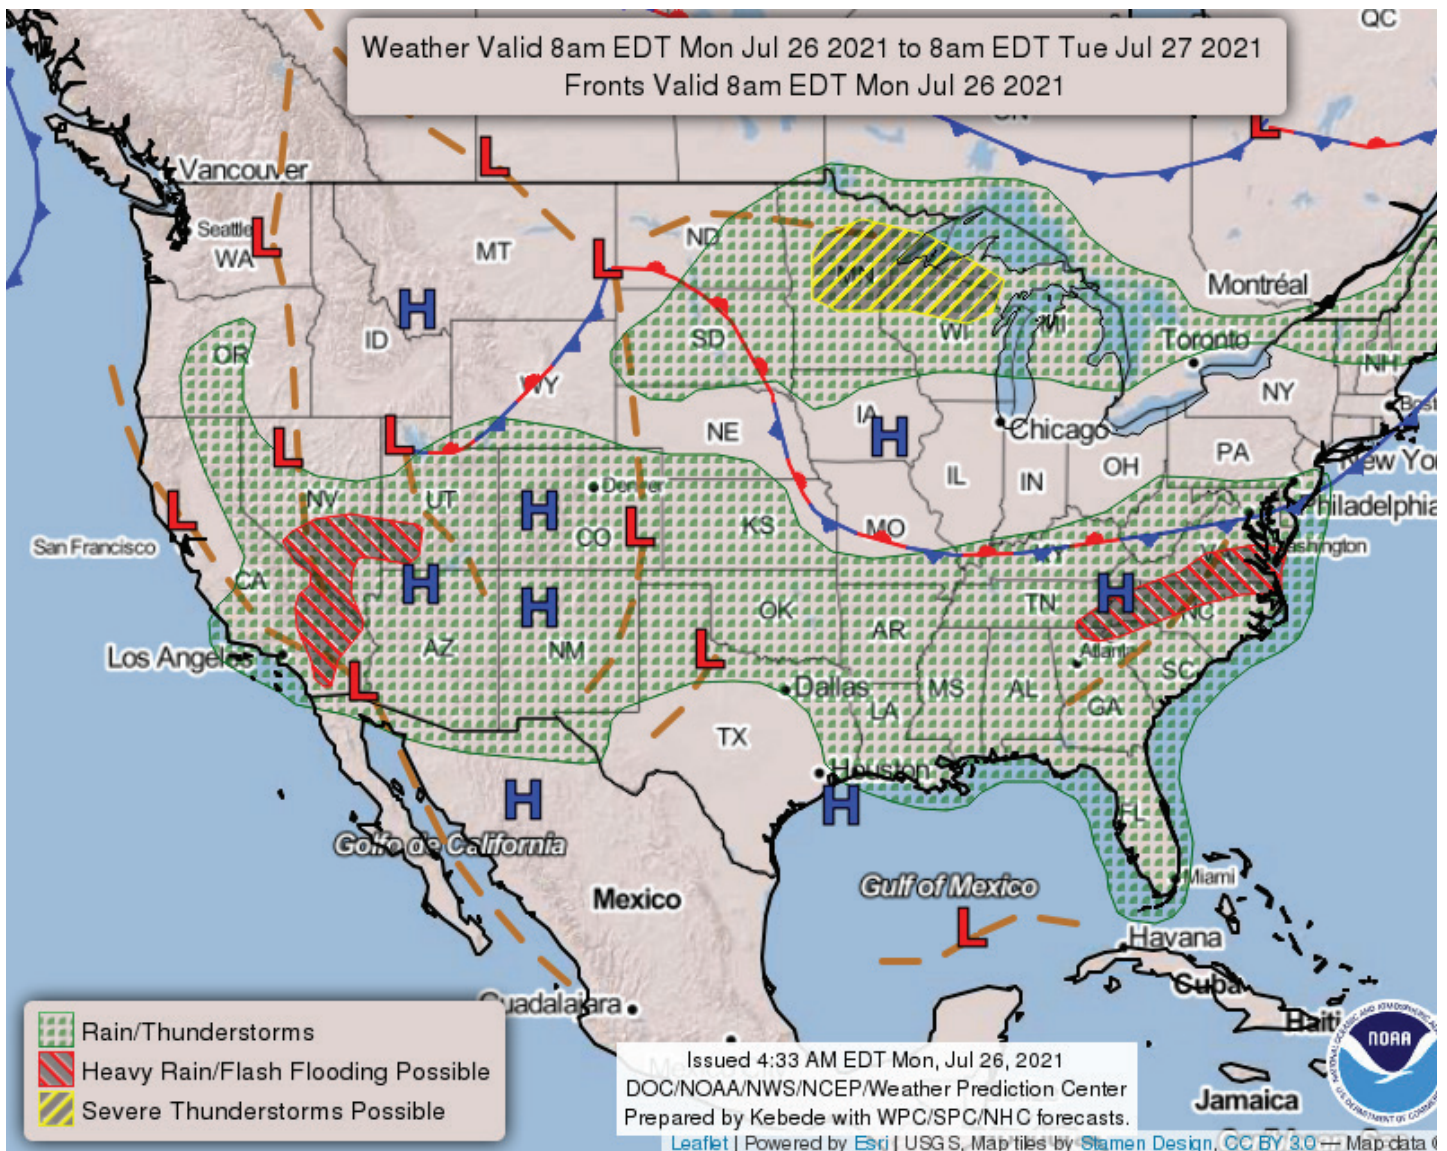 QC
Weather Valid 8am EDT Mon Jul 26 2021 to 8am EDT Tue Jul 27 2021
Fronts Valid 8am EDT Mon Jul 26 2021
L
L
Vancouver
Seattle
L
WA
MT
ND
L
MN
Montréal
H
ID
OR
SD
WI
MI
Toronto
NH
WY
NY
IA
NE
H
Chicago
L
L
PA
New Yo
OH
IL
IN
NV
UT
H
Denver
CO
L
KS
MO
Philadelphia
L
San Francisco
KY
ashington
CA
H
H
H
OK
TN
NC
AR
Los Angeles
AZ
NM
L
Atlanta
SC
L
Dallas
MS
AL
LA
GA
TX
Houston
H
H
FL
Golfo de California
Mexico
Gulf of Mexico
Miami
L
Havana
Cuba
Guadalajara
Haiti
Jamaica
NOAA
Rain/Thunderstorms
Heavy Rain/Flash Flooding Possible
Severe Thunderstorms Possible
Issued 4:33 AM EDT Mon, Jul 26, 2021
DOC/NOAA/NWS/NCEP/Weather Prediction Center
Prepared by Kebede with WPC/SPC/NHC forecasts.
Leaflet | Powered by Esri | USGS, Map tiles by Stamen Design, CC BY 3.0 — Map data ©